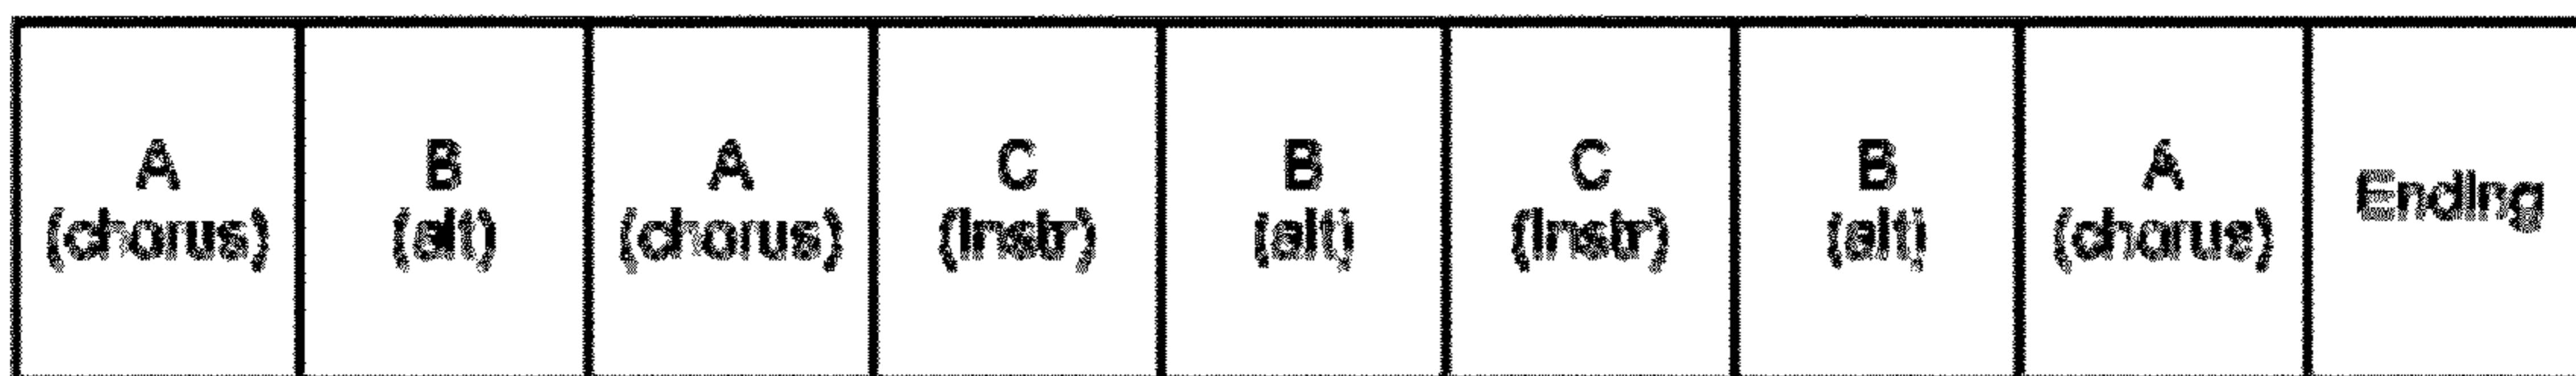 A
(chorus)
B
(alt)
A
(chorus)
C
(Instr)
B
(alt)
C
(Instr)
B
(alt)
A
(chorus)
Ending